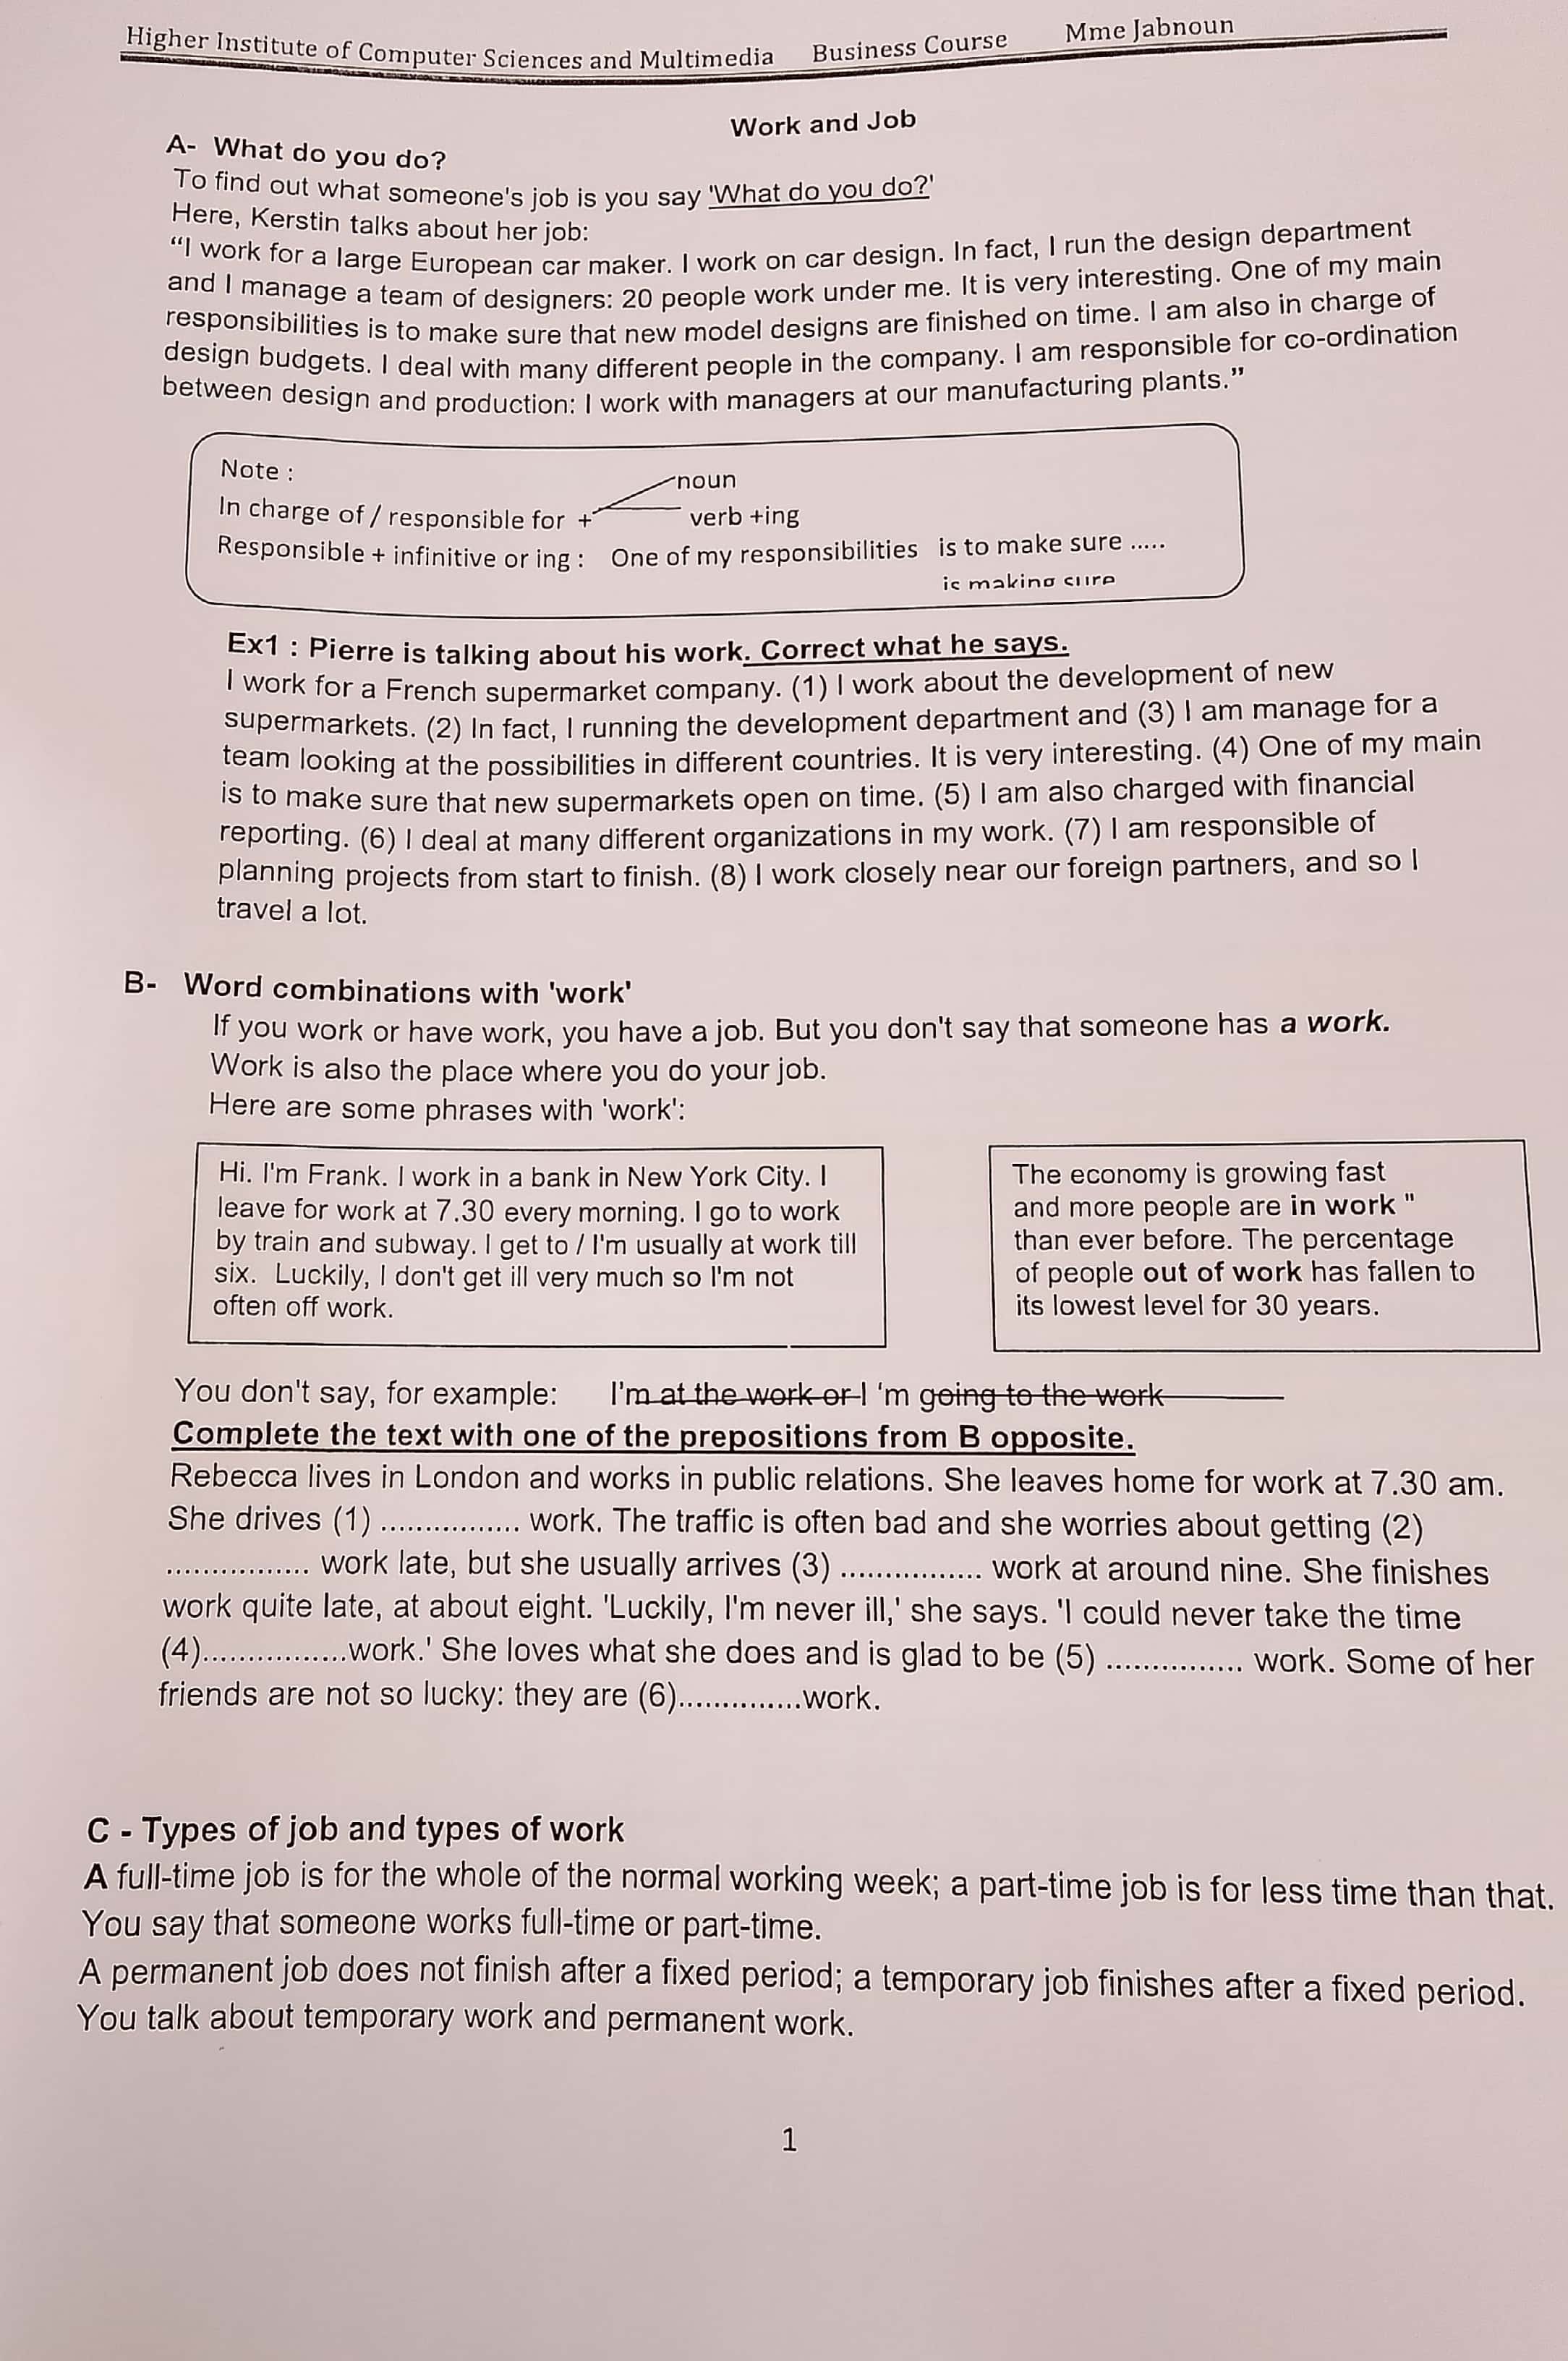 Higher Institute of Computer Sciences and Multimedia Business Course Mme Jabnoun
Work and Job
A- What do you do?
To find out what someone's job is you say 'What do you do?'
Here, Kerstin talks about her job:
“I work for a large European car maker. I work on car design. In fact, I run the design department
and I manage a team of designers: 20 people work under me. It is very interesting. One of my main
responsibilities is to make sure that new model designs are finished on time. I am also in charge of
design budgets. I deal with many different people in the company. I am responsible for co-ordination
between design and production: I work with managers at our manufacturing plants.”
Note :
noun
In charge of / responsible for +
verb +ing
Responsible + infinitive or ing : One of my responsibilities is to make sure .....
is making sure
Ex1 : Pierre is talking about his work. Correct what he says.
I work for a French supermarket company. (1) I work about the development of new
supermarkets. (2) In fact, I running the development department and (3) I am manage for a
team looking at the possibilities in different countries. It is very interesting. (4) One of my main
is to make sure that new supermarkets open on time. (5) I am also charged with financial
reporting. (6) I deal at many different organizations in my work. (7) I am responsible of
planning projects from start to finish. (8) I work closely near our foreign partners, and so I
travel a lot.
B- Word combinations with 'work'
If you work or have work, you have a job. But you don't say that someone has a work.
Work is also the place where you do your job.
Here are some phrases with 'work':
Hi. I'm Frank. I work in a bank in New York City. I
leave for work at 7.30 every morning. I go to work
by train and subway. I get to / I'm usually at work till
six. Luckily, I don't get ill very much so I'm not
often off work.
The economy is growing fast
and more people are in work "
than ever before. The percentage
of people out of work has fallen to
its lowest level for 30 years.
You don't say, for example: I'm at the work or I 'm going to the work
Complete the text with one of the prepositions from B opposite.
Rebecca lives in London and works in public relations. She leaves home for work at 7.30 am.
She drives (1) ................ work. The traffic is often bad and she worries about getting (2)
................ work late, but she usually arrives (3) ................ work at around nine. She finishes
work quite late, at about eight. 'Luckily, I'm never ill,' she says. 'I could never take the time
(4)................work.' She loves what she does and is glad to be (5) ............... work. Some of her
friends are not so lucky: they are (6)..............work.
C - Types of job and types of work
A full-time job is for the whole of the normal working week; a part-time job is for less time than that.
You say that someone works full-time or part-time.
A permanent job does not finish after a fixed period; a temporary job finishes after a fixed period.
You talk about temporary work and permanent work.
1